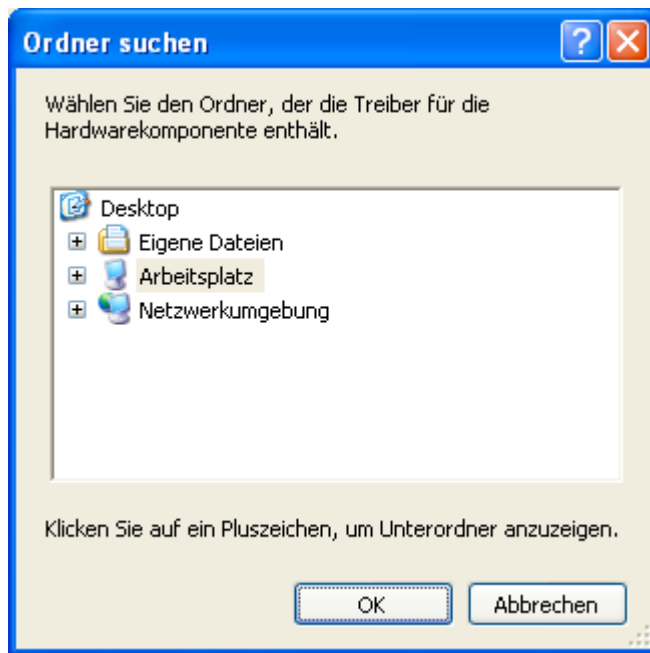 Ordner suchen
Wählen Sie den Ordner, der die Treiber für die
Hardwarekomponente enthält.
Desktop
Eigene Dateien
Arbeitsplatz
Netzwerkumgebung
Klicken Sie auf ein Pluszeichen, um Unterordner anzuzeigen.
OK Abbrechen